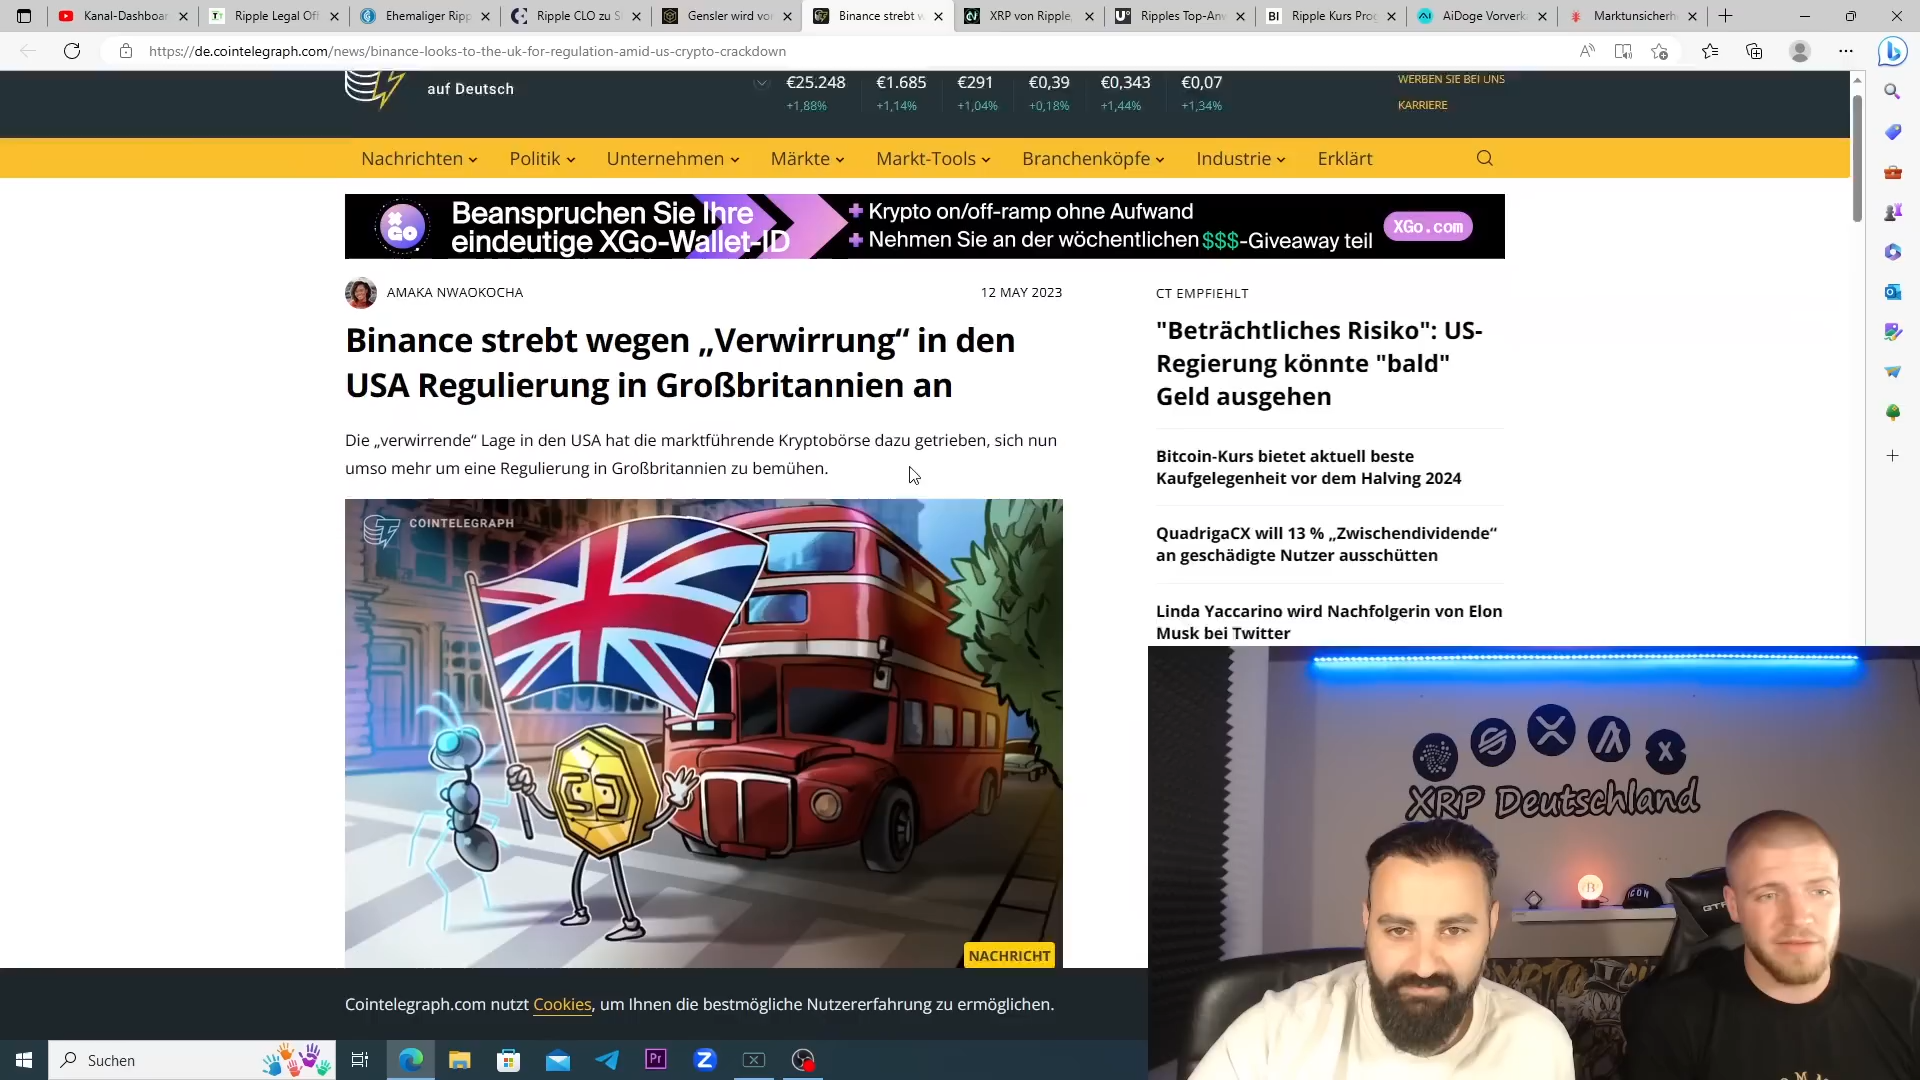 Kanal-Dashboar
Ripple Legal Off
Ehemaliger Ripp
Ripple CLO zu S
Gensler wird vor
Binance strebt w
XRP von Ripple,
Ripples Top-Anw
Ripple Kurs Prog
AiDoge Vorverk
Marktunsicherh
https://de.cointelegraph.com/news/binance-looks-to-the-uk-for-regulation-amid-us-crypto-crackdown
auf Deutsch
€25.248 €1.685 €291 €0,39 €0,343 €0,07
+1,88% +1,14% +1,04% +0,18% +1,44% +1,34%
WERBEN SIE BEI UNS
KARRIERE
Nachrichten Politik Unternehmen Märkte Markt-Tools Branchenköpfe Industrie Erklärt
XGO
Beanspruchen Sie Ihre
eindeutige XGo-Wallet-ID
+ Krypto on/off-ramp ohne Aufwand
+ Nehmen Sie an der wöchentlichen $$$-Giveaway teil
XGo.com
AMAKA NWAOKOCHA
12 MAY 2023
Binance strebt wegen „Verwirrung“ in den
USA Regulierung in Großbritannien an
Die „verwirrende“ Lage in den USA hat die marktführende Kryptobörse dazu getrieben, sich nun
umso mehr um eine Regulierung in Großbritannien zu bemühen.
COINTELEGRAPH
NACHRICHT
CT EMPFIEHLT
"Beträchtliches Risiko": US-
Regierung könnte "bald"
Geld ausgehen
Bitcoin-Kurs bietet aktuell beste
Kaufgelegenheit vor dem Halving 2024
QuadrigaCX will 13 % „Zwischendividende“
an geschädigte Nutzer ausschütten
Linda Yaccarino wird Nachfolgerin von Elon
Musk bei Twitter
XRP Deutschland
Cointelegraph.com nutzt Cookies, um Ihnen die bestmögliche Nutzererfahrung zu ermöglichen.
Suchen